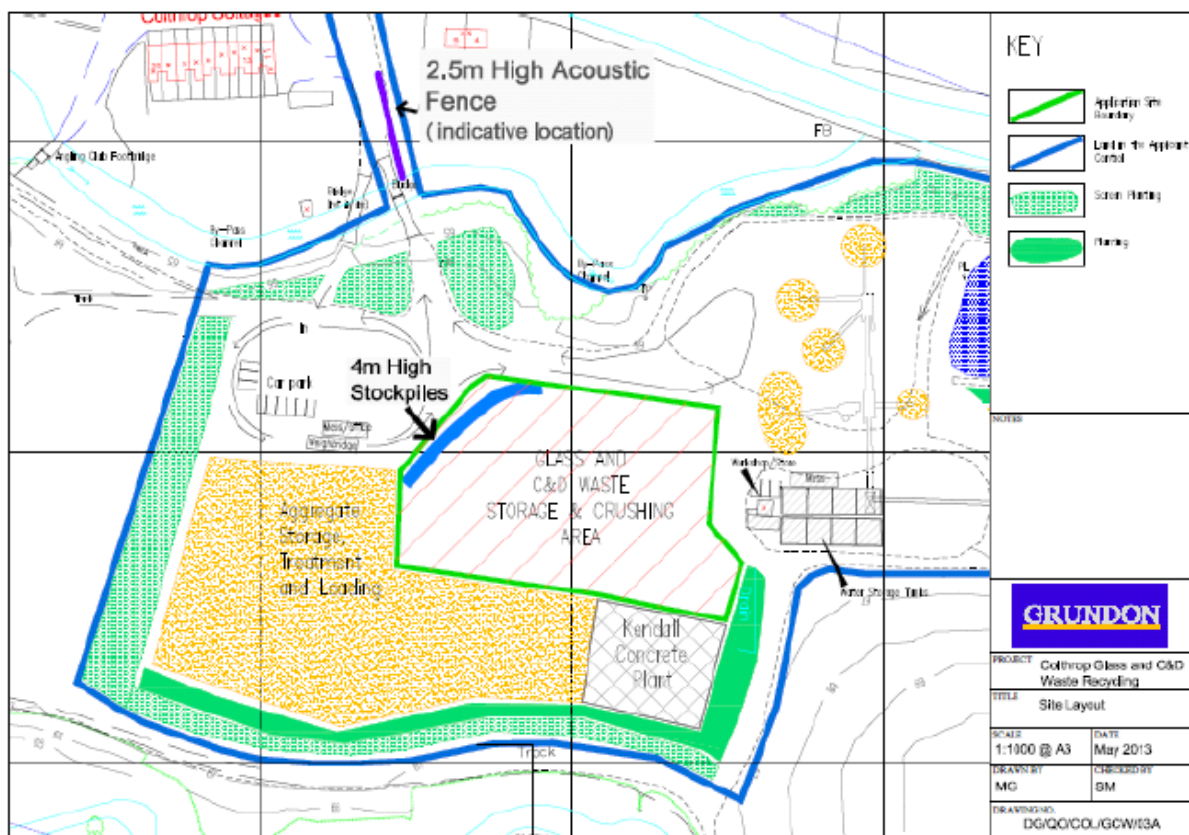 Colthrop Cottages
2.5m High Acoustic
Fence
(indicative location)
FB
Angling Club Footbridge
By-Pass
Channel
By-Pass
Channel
Track
In
Car park
4m High
Stockpiles
Mess/Office
Weighbridge
GLASS AND
C&D WASTE
STORAGE & CRUSHING
AREA
Aggregate
Storage,
Treatment
and Loading
Workshop/Store
Water Storage Tanks
Kendall
Concrete
Plant
Track
KEY
Application Site
Boundary
Land in the Applicant
Control
Screen Planting
Planting
NOTES
GRUNDON
PROJECT
Colthrop Glass and C&D
Waste Recycling
TITLE
Site Layout
SCALE
1:1000 @ A3
DATE
May 2013
DRAWN BY
MG
CHECKED BY
SM
DRAWING NO.
DG/QO/COL/GCW/03A